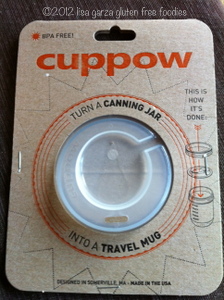 ©2012 lisa garza gluten free foodies
BPA FREE!
cuppow
TURN A CANNING JAR
INTO A TRAVEL MUG
THIS IS
HOW
IT'S
DONE:
DESIGNED IN SOMERVILLE, MA - MADE IN THE USA